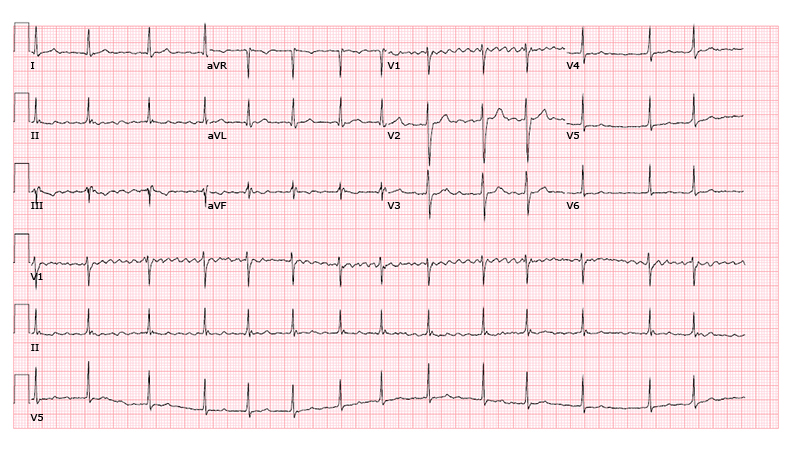 I aVR V1 V4
II aVL V2 V5
III aVF V3 V6
V1
II
V5